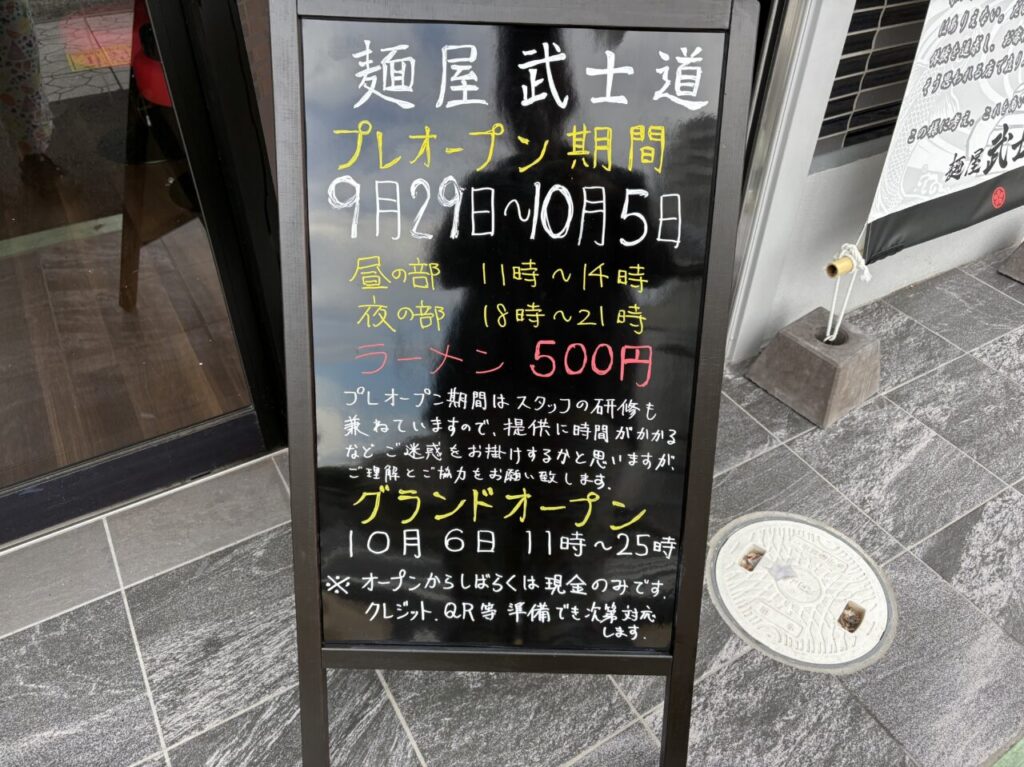 麺屋 武士道
プレオープン期間
9月29日～10月5日
昼の部 11時～14時
夜の部 18時～21時
ラーメン 500円
プレオープン期間はスタッフの研修も
兼ねていますので、提供に時間がかかる
などご迷惑をお掛けするかと思いますが、
ご理解とご協力をお願い致します。
グランドオープン
10月6日 11時～25時
※ オープンからしばらくは現金のみです。
クレジット、QR等 準備でき次第対応
します。
この様に考え、これを
麺屋 武士